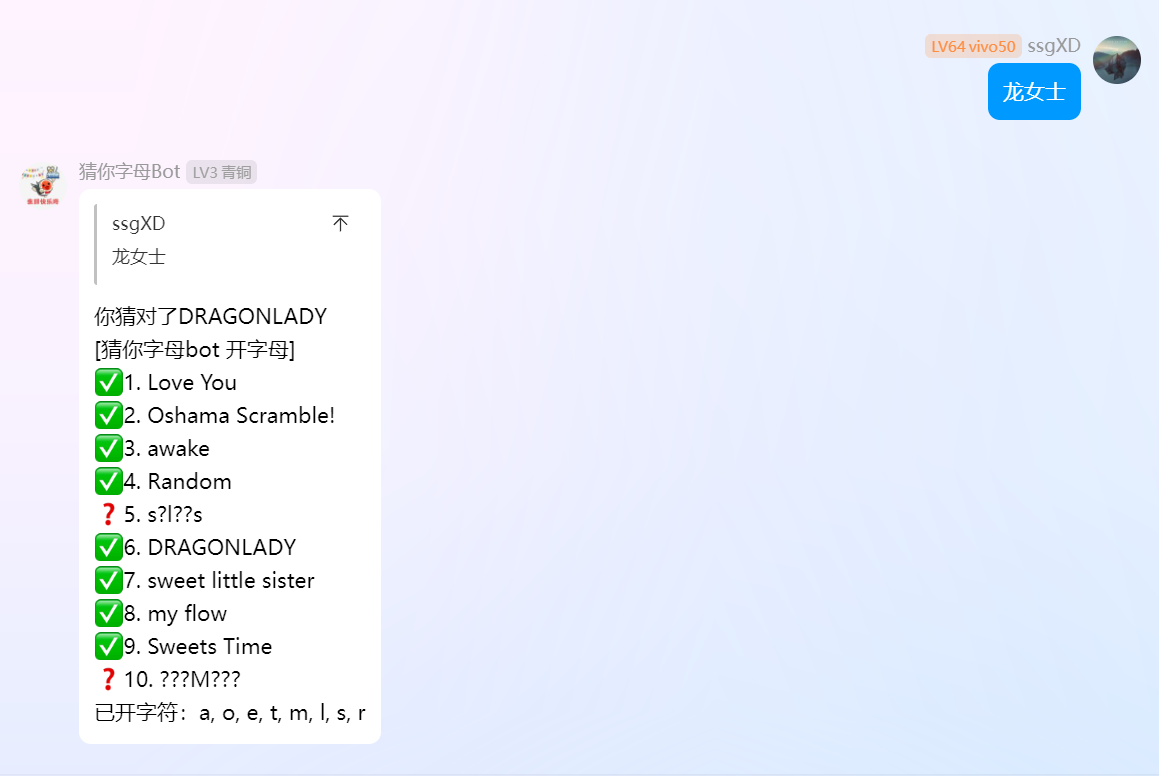 LV64 vivo50 ssgXD
龙女士
猜你字母Bot LV3 青铜
ssgXD
龙女士
你猜对了DRAGONLADY
[猜你字母bot 开字母]
✅1. Love You
✅2. Oshama Scramble!
✅3. awake
✅4. Random
❓5. s?l??s
✅6. DRAGONLADY
✅7. sweet little sister
✅8. my flow
✅9. Sweets Time
❓10. ???M???
已开字符：a, o, e, t, m, l, s, r